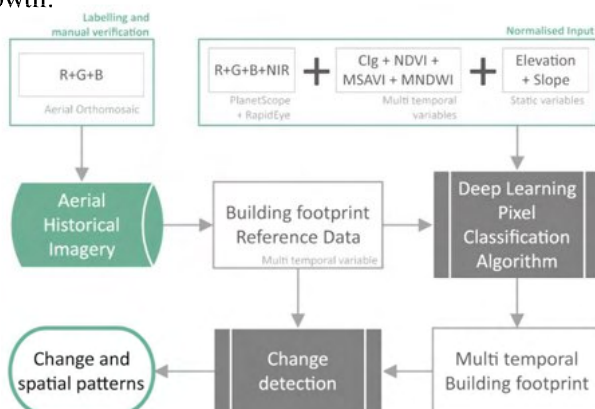 owth.
Labelling and
manual verification
R+G+B
Aerial Orthomosaic
Normalised Input
R+G+B+NIR
PlanetScope
+ RapidEye
+
CIg + NDVI +
MSAVI + MNDWI
Multi temporal
variables
+
Elevation
+ Slope
Static variables
Aerial
Historical
Imagery
Building footprint
Reference Data
Multi temporal variable
Deep Learning
Pixel
Classification
Algorithm
Change and
spatial patterns
Change
detection
Multi temporal
Building footprint